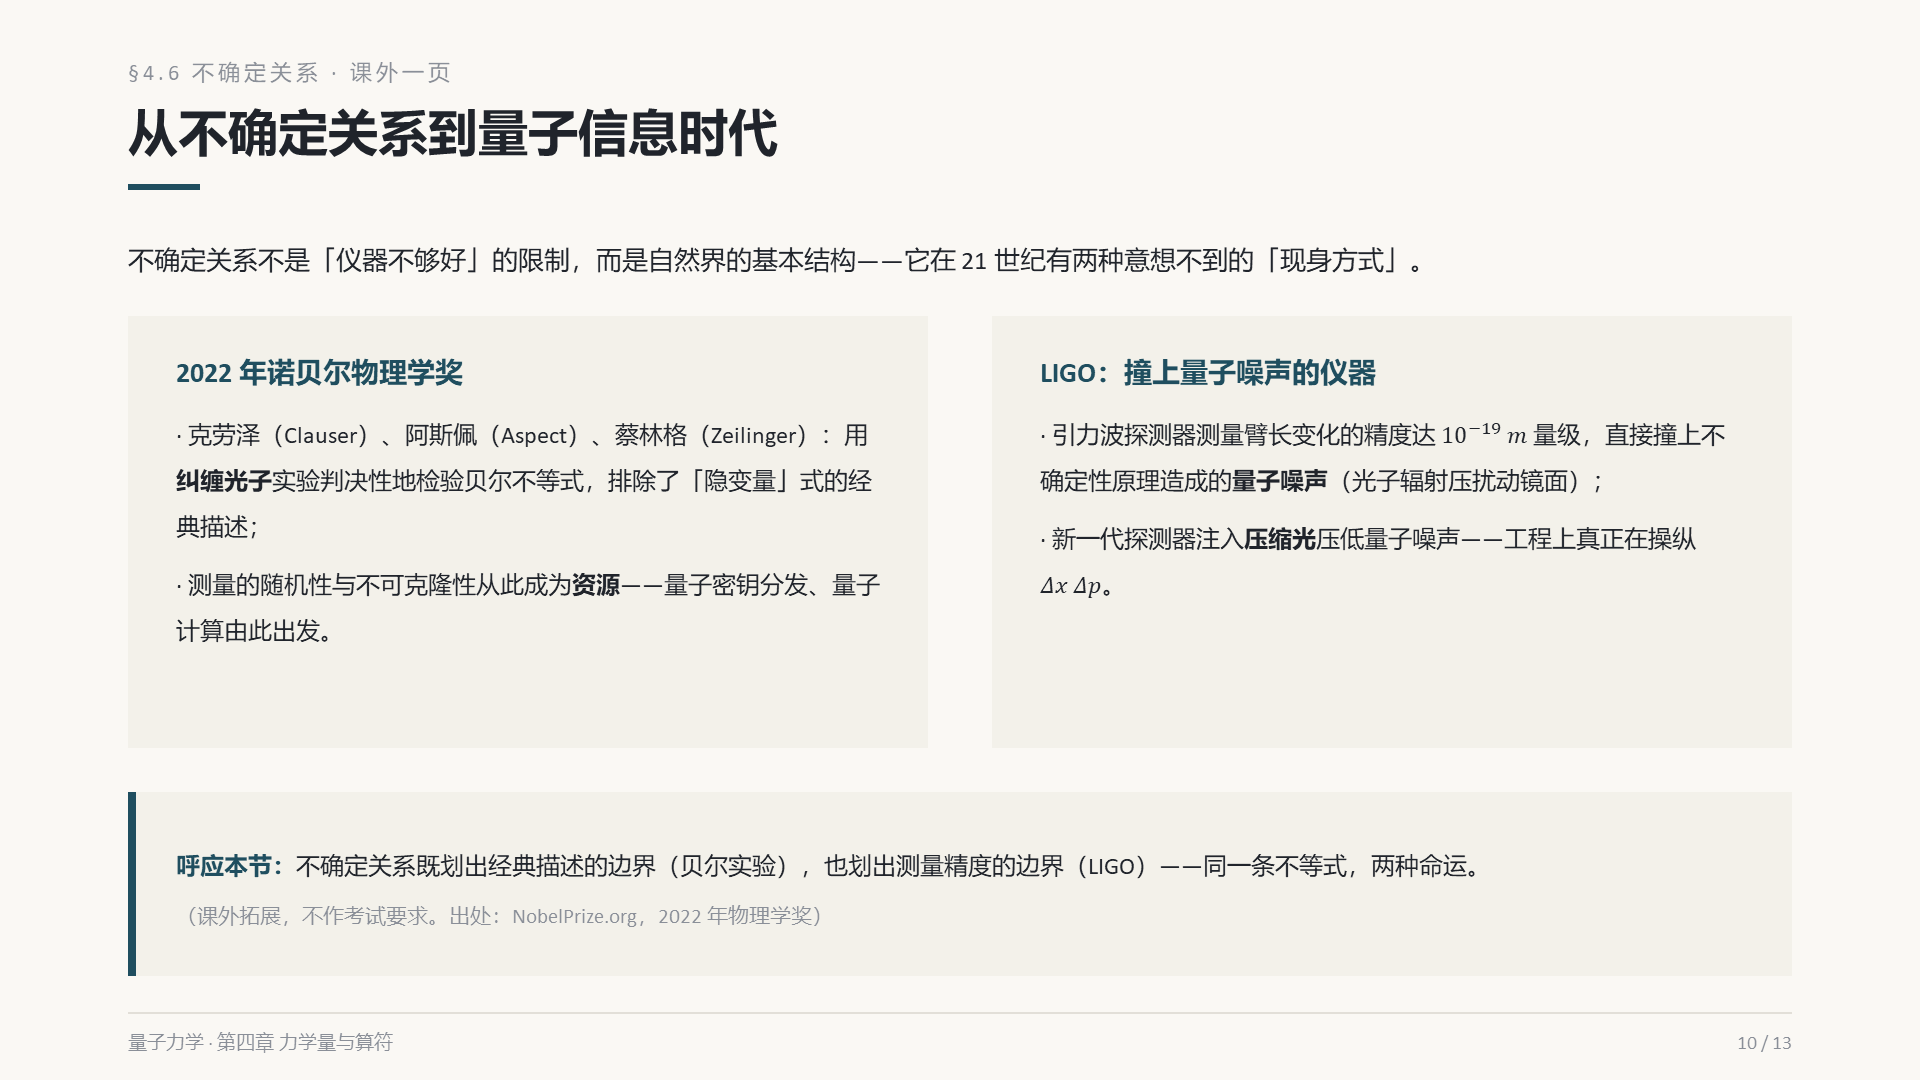 §4.6 不确定关系 · 课外一页
从不确定关系到量子信息时代
不确定关系不是「仪器不够好」的限制，而是自然界的基本结构——它在 21 世纪有两种意想不到的「现身方式」。
2022 年诺贝尔物理学奖
· 克劳泽（Clauser）、阿斯佩（Aspect）、蔡林格（Zeilinger）：用
纠缠光子实验判决性地检验贝尔不等式，排除了「隐变量」式的经
典描述；
· 测量的随机性与不可克隆性从此成为资源——量子密钥分发、量子
计算由此出发。
LIGO：撞上量子噪声的仪器
· 引力波探测器测量臂长变化的精度达 10⁻¹⁹ m 量级，直接撞上不
确定性原理造成的量子噪声（光子辐射压扰动镜面）；
· 新一代探测器注入压缩光压低量子噪声——工程上真正在操纵
Δx Δp。
呼应本节：不确定关系既划出经典描述的边界（贝尔实验），也划出测量精度的边界（LIGO）——同一条不等式，两种命运。
（课外拓展，不作考试要求。出处：NobelPrize.org，2022 年物理学奖）
量子力学 · 第四章 力学量与算符
10 / 13